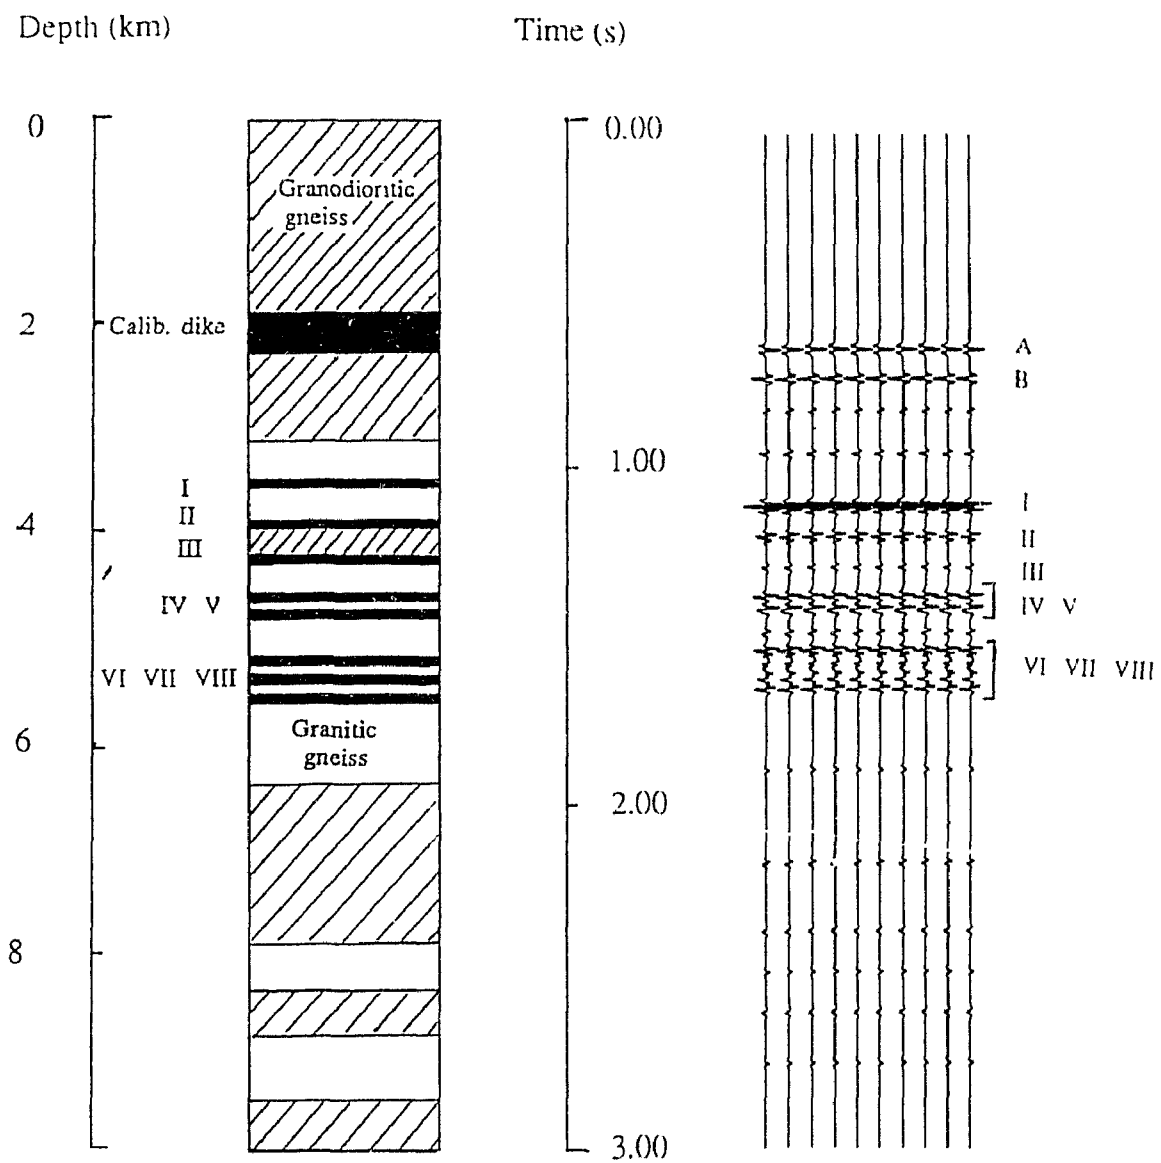 Depth (km)
Time (s)
0
0.00
Granodioritic
gneiss
2
Calib. dike
A
B
1.00
I
I
II
4
II
III
III
IV V
IV V
VI VII VIII
VI VII VIII
Granitic
gneiss
6
2.00
8
3.00